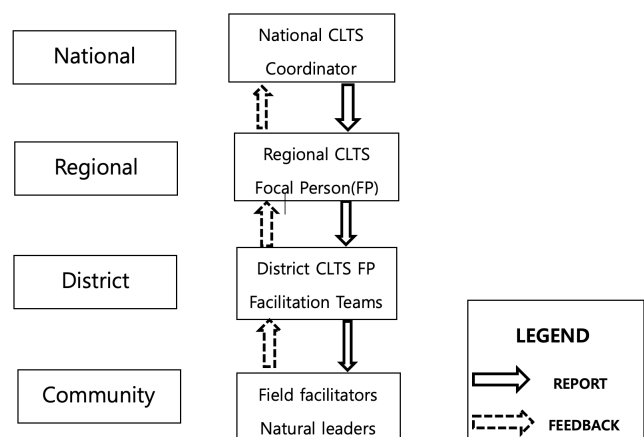 National
National CLTS
Coordinator
Regional
Regional CLTS
Focal Person(FP)
District
District CLTS FP
Facilitation Teams
Community
Field facilitators
Natural leaders
LEGEND
REPORT
FEEDBACK